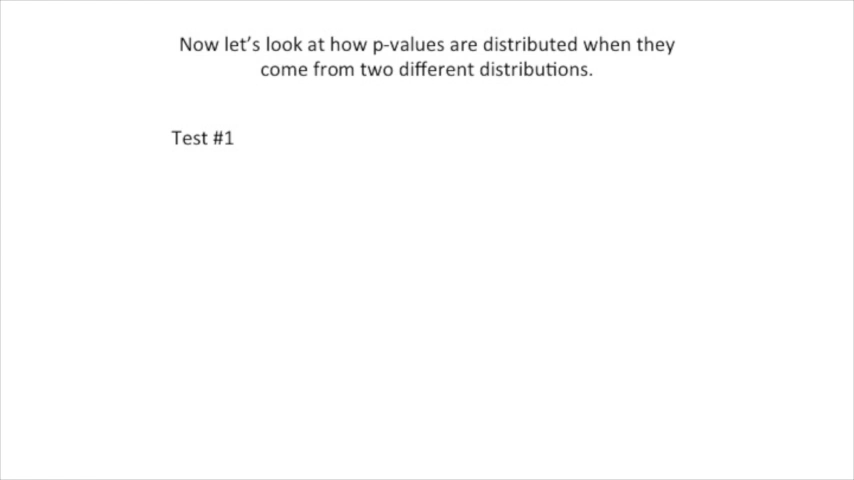 Now let’s look at how p-values are distributed when they
come from two different distributions.
Test #1